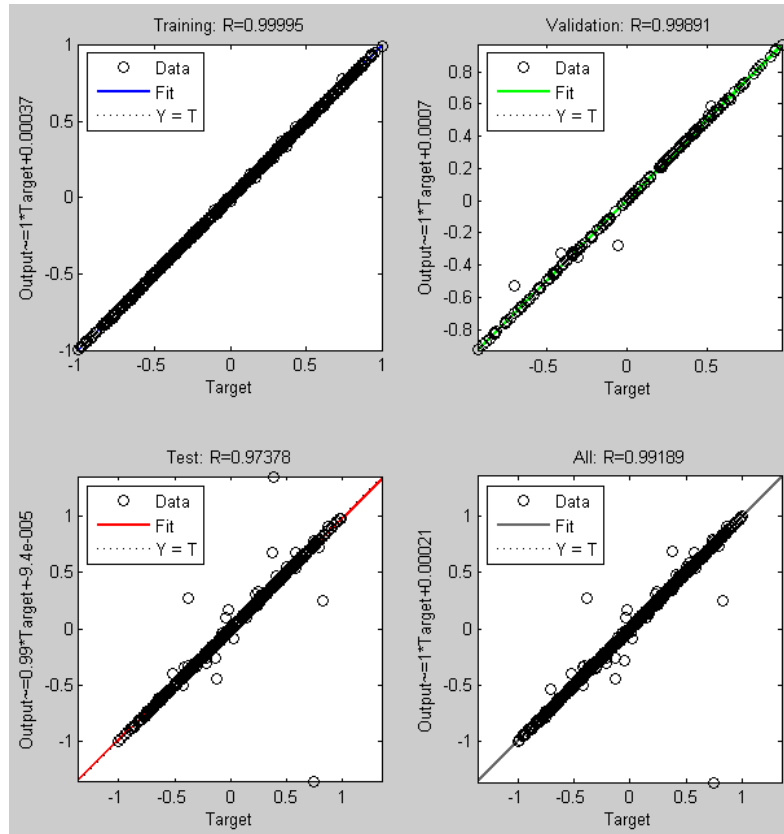 Training: R=0.99995
Output~=1*Target+0.00037
1
0.5
0
-0.5
-1
Data
Fit
Y = T
-1
-0.5
0
0.5
1
Target
Validation: R=0.99891
Output~=1*Target+0.0007
0.8
0.6
0.4
0.2
0
-0.2
-0.4
-0.6
-0.8
Data
Fit
Y = T
-0.5
0
0.5
Target
Test: R=0.97378
Output~=0.99*Target+-9.4e-005
1
0.5
0
-0.5
-1
Data
Fit
Y = T
-1
-0.5
0
0.5
1
Target
All: R=0.99189
Output~=1*Target+0.00021
1
0.5
0
-0.5
-1
Data
Fit
Y = T
-1
-0.5
0
0.5
1
Target